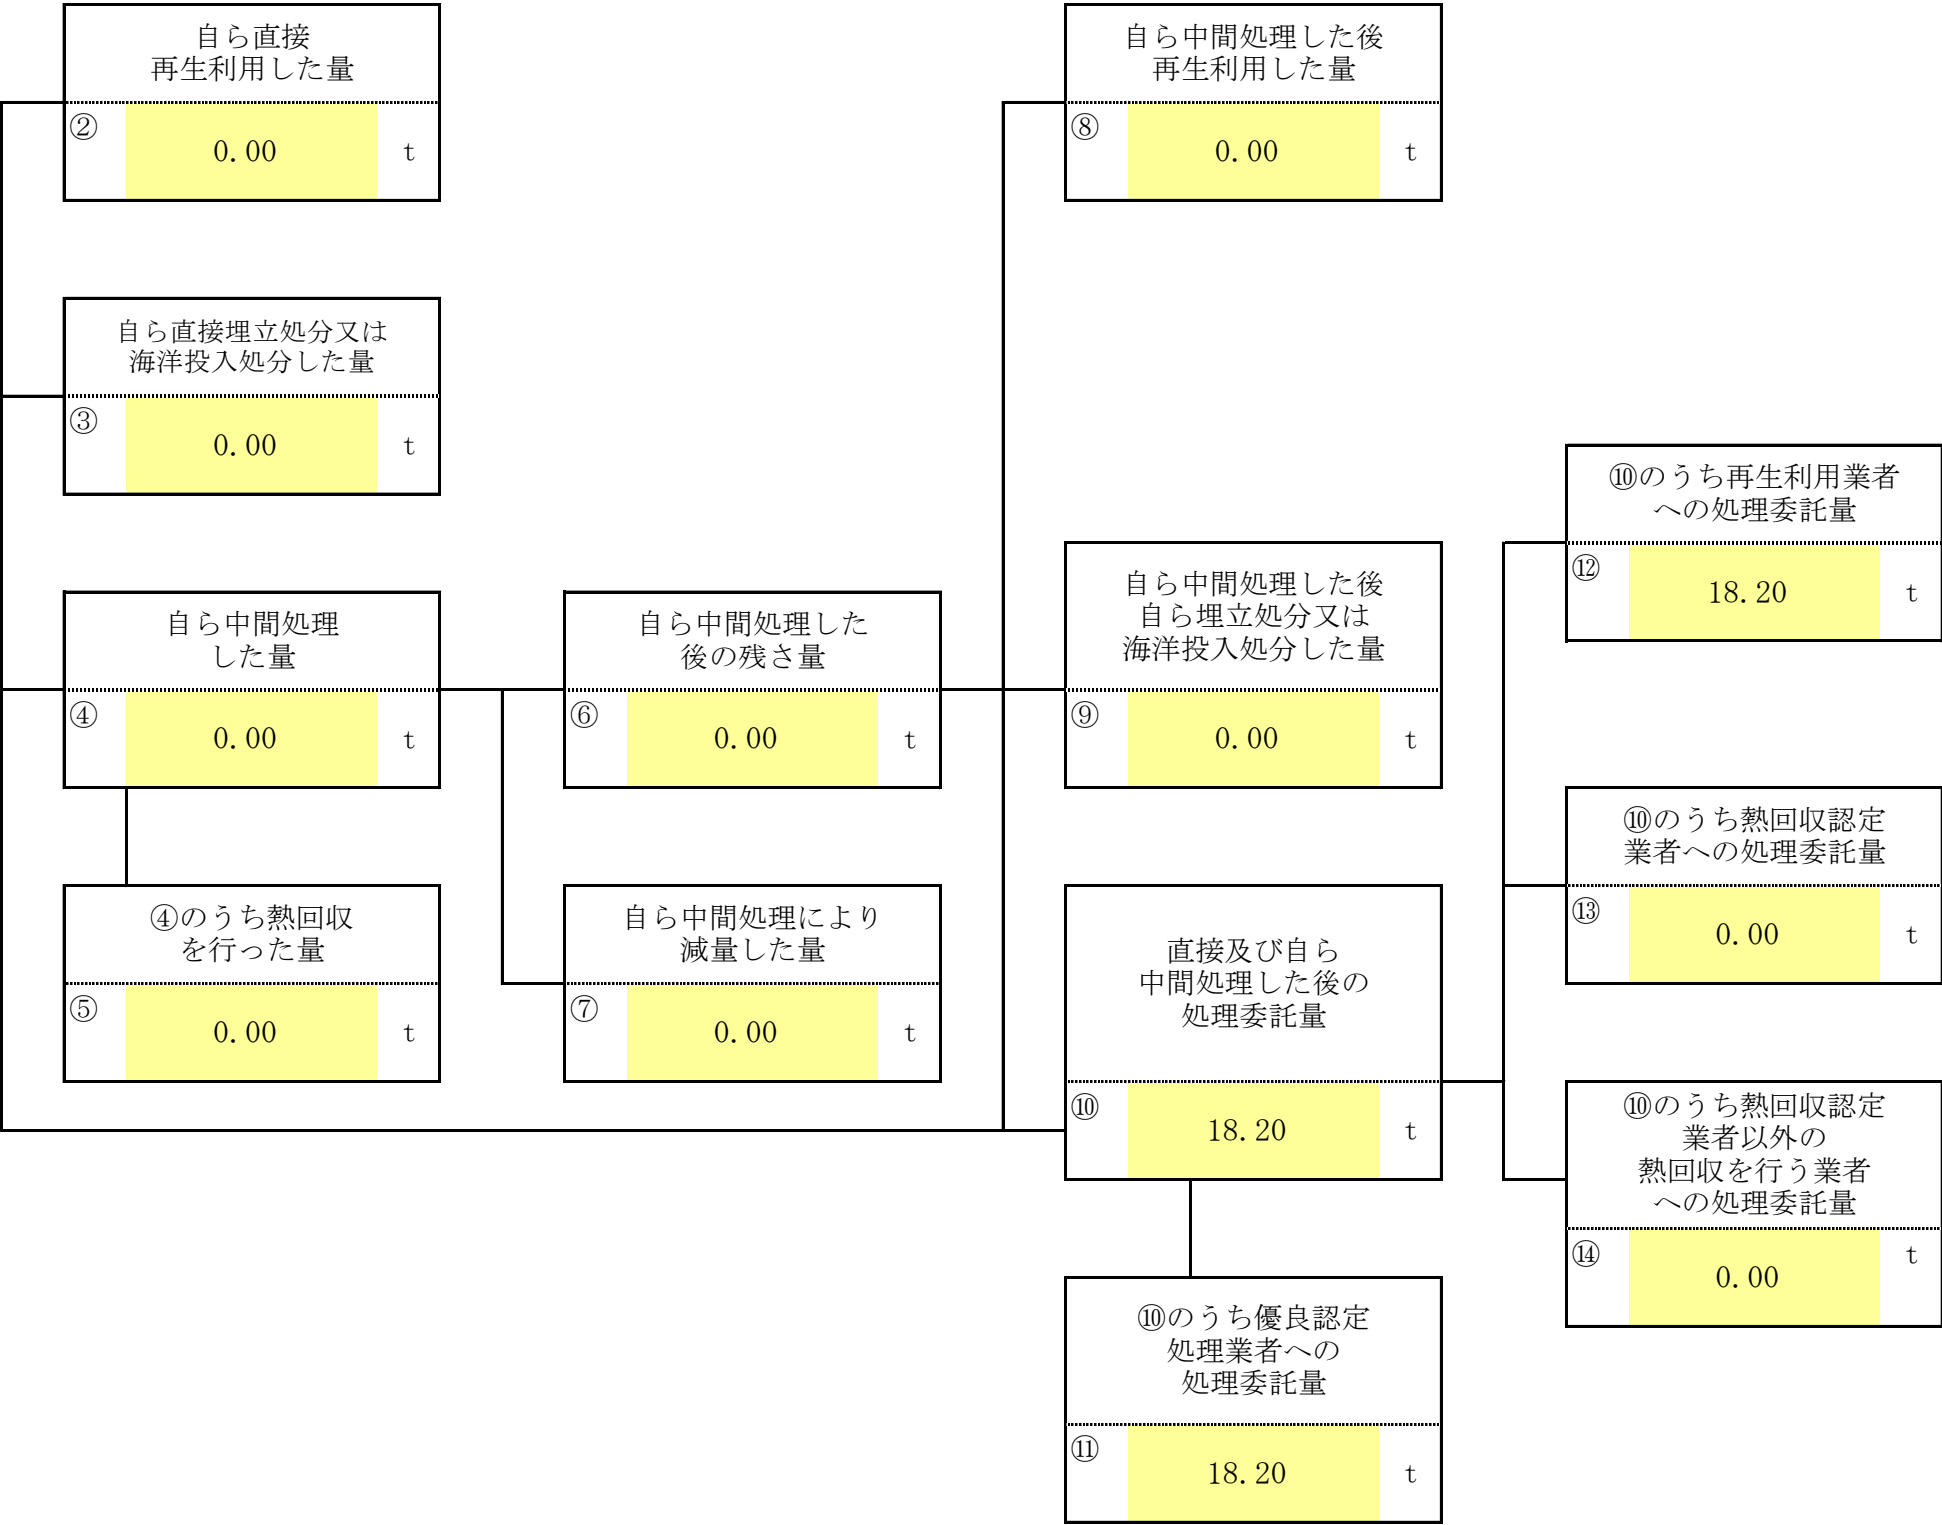 自ら直接
再生利用した量
②
0.00
t
自ら中間処理した後
再生利用した量
⑧
0.00
t
自ら直接埋立処分又は
海洋投入処分した量
③
0.00
t
⑩のうち再生利用業者
への処理委託量
⑫
18.20
t
自ら中間処理
した量
④
0.00
t
自ら中間処理した
後の残さ量
⑥
0.00
t
自ら中間処理した後
自ら埋立処分又は
海洋投入処分した量
⑨
0.00
t
⑩のうち熱回収認定
業者への処理委託量
⑬
0.00
t
④のうち熱回収
を行った量
⑤
0.00
t
自ら中間処理により
減量した量
⑦
0.00
t
直接及び自ら
中間処理した後の
処理委託量
⑩
18.20
t
⑩のうち熱回収認定
業者以外の
熱回収を行う業者
への処理委託量
⑭
0.00
t
⑩のうち優良認定
処理業者への
処理委託量
⑪
18.20
t